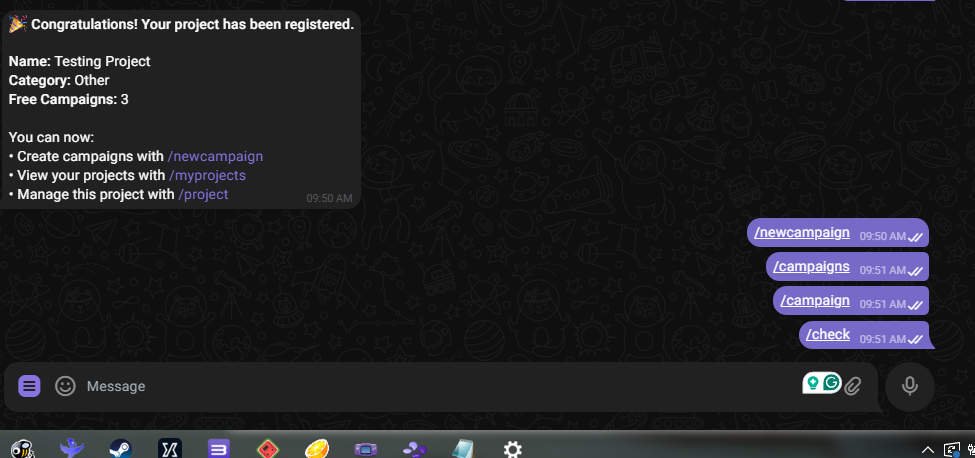 🎉 Congratulations! Your project has been registered.
Name: Testing Project
Category: Other
Free Campaigns: 3
You can now:
• Create campaigns with /newcampaign
• View your projects with /myprojects
• Manage this project with /project
09:50 AM
/newcampaign 09:50 AM
/campaigns 09:51 AM
/campaign 09:51 AM
/check 09:51 AM
Message